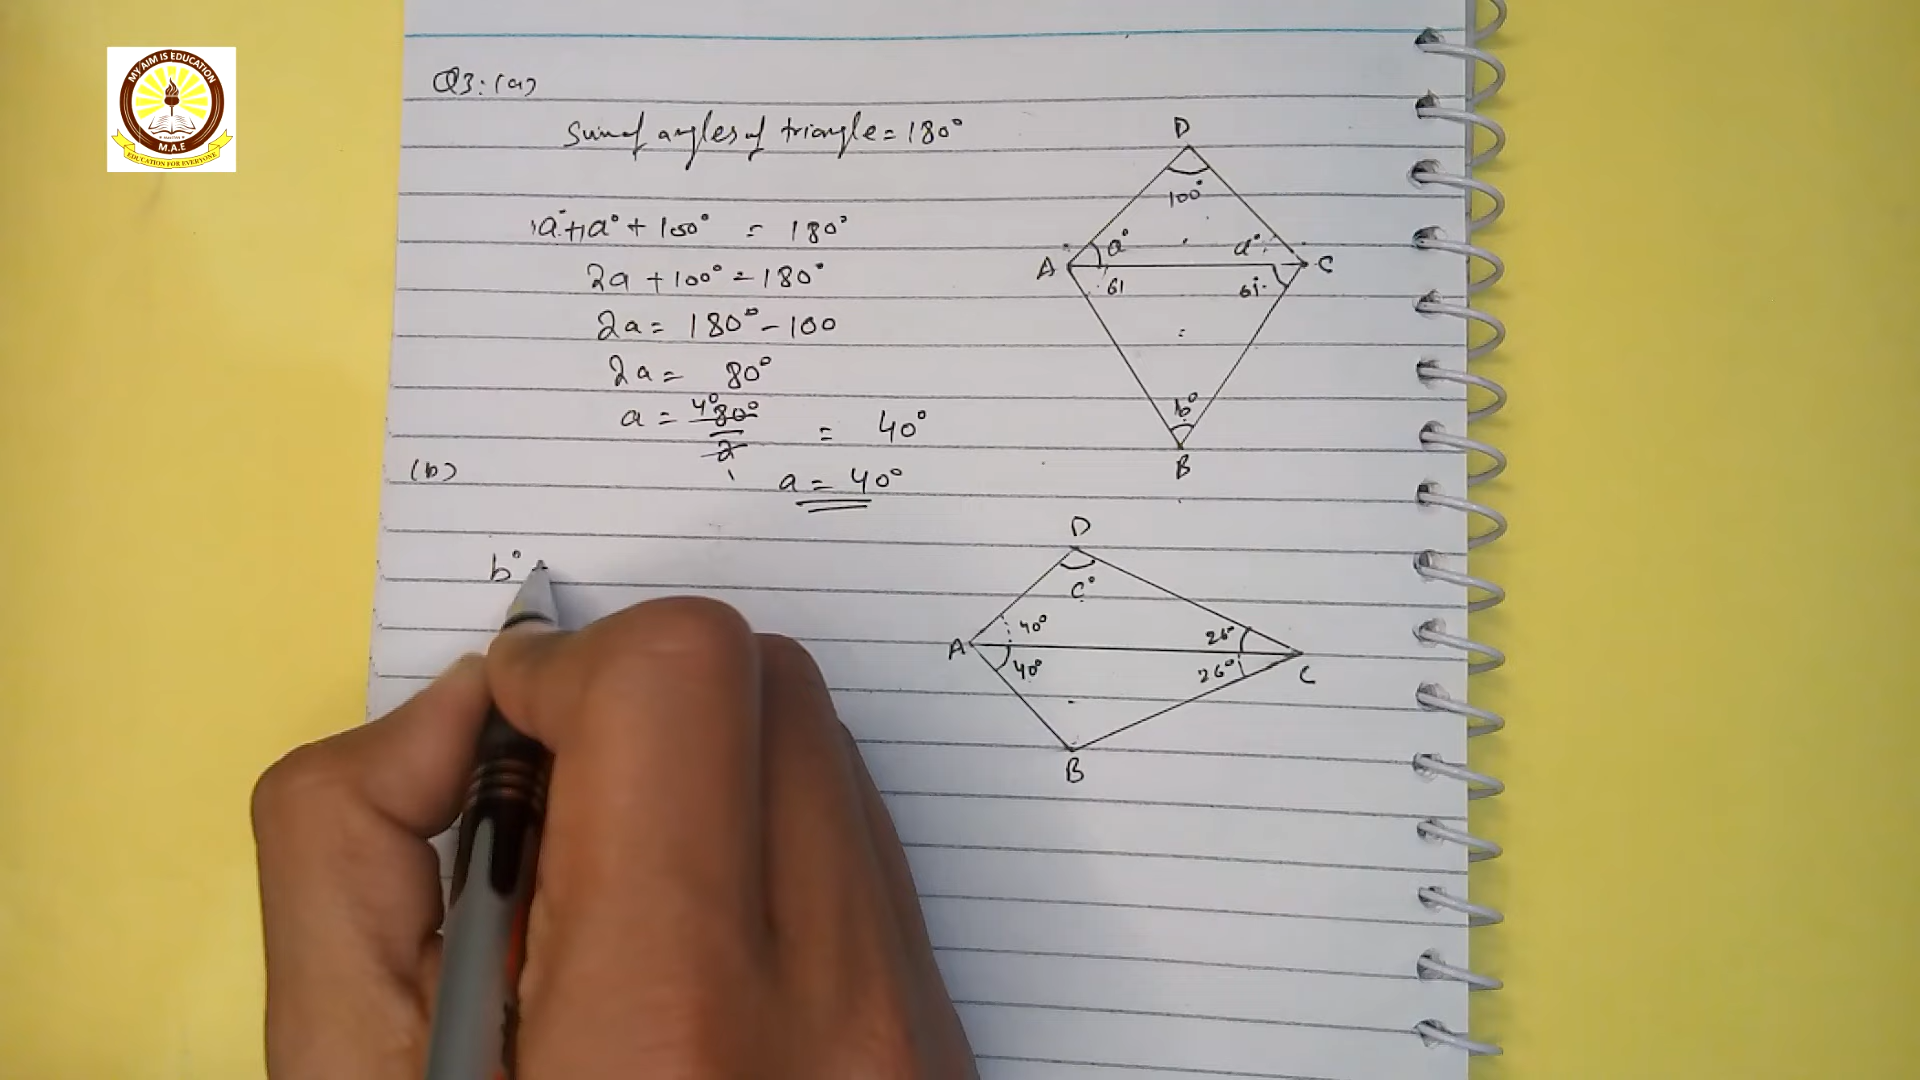 MY AIM IS EDUCATION
M.A.E
EDUCATION FOR EVERYONE
Q3:(a)
Sum of angles of triangle = 180°
a°+a°+100° = 180°
2a+100°=180°
2a=180°-100
2a= 80°
a = 40 80°/2 = 40°
1
a=40°
(b)
b°
D
100°
A
a°
a°
C
61
61
b°
B
D
C°
40°
26°
A
40°
26°
C
B